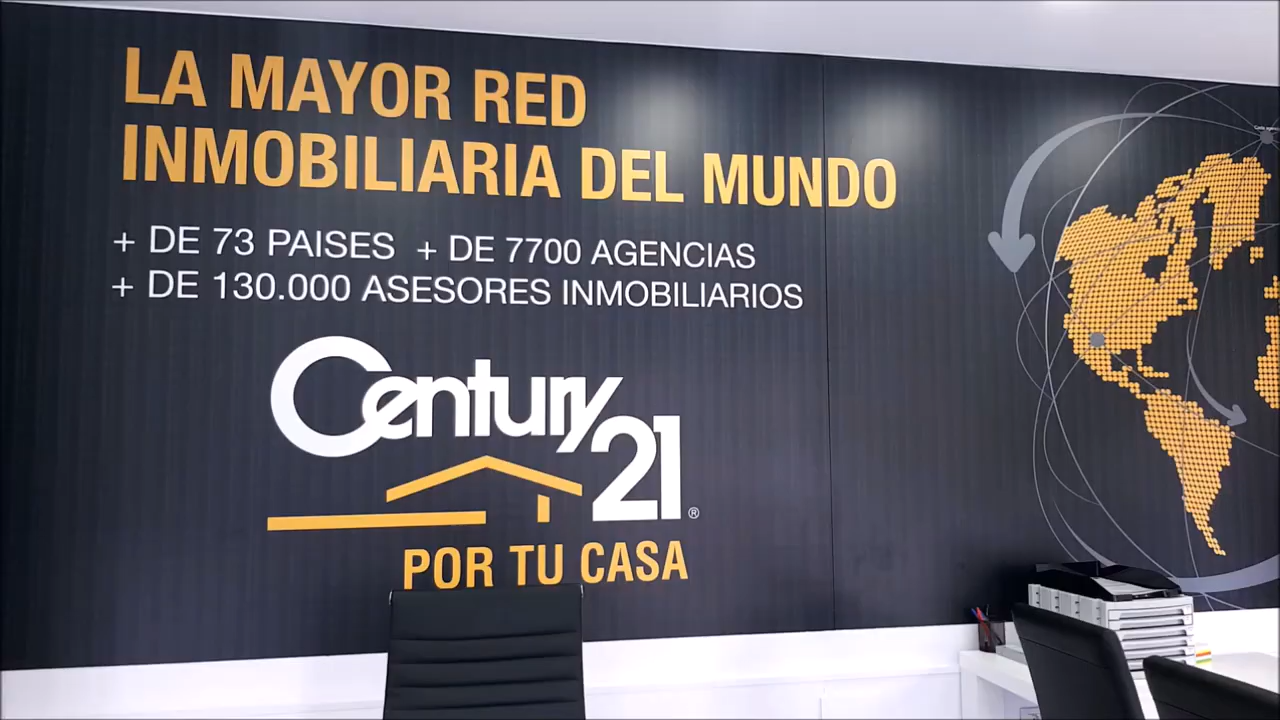 LA MAYOR RED
INMOBILIARIA DEL MUNDO
+ DE 73 PAISES + DE 7700 AGENCIAS
+ DE 130.000 ASESORES INMOBILIARIOS
Century 21®
POR TU CASA